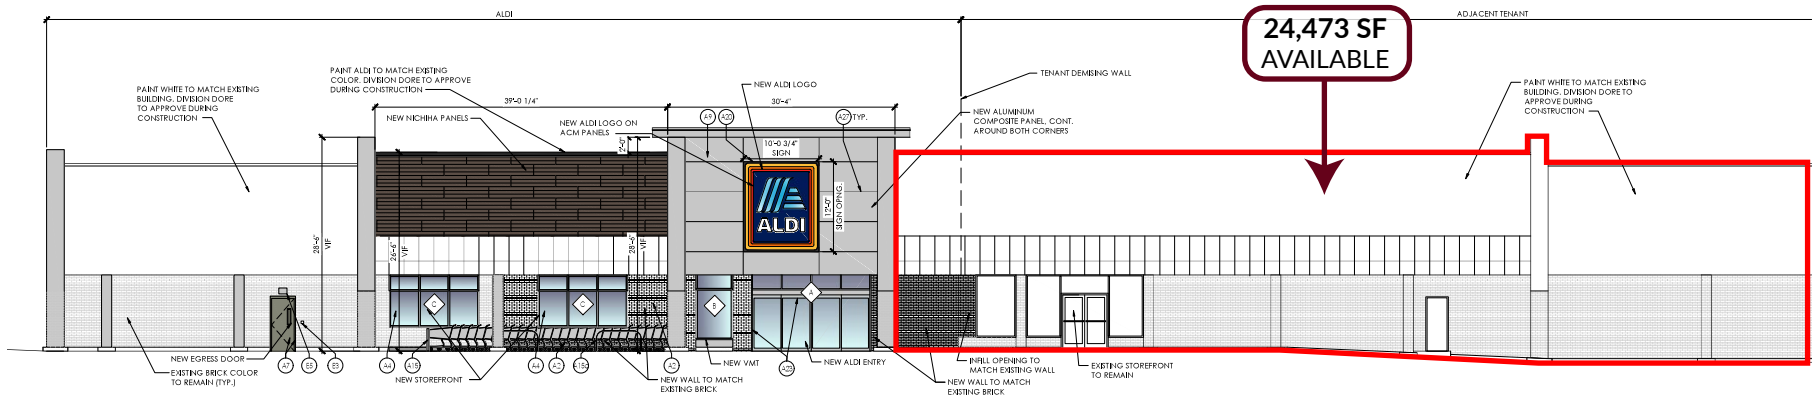 ALDI
ADJACENT TENANT
24,473 SF
AVAILABLE
PAINT WHITE TO MATCH EXISTING
BUILDING. DIVISION DORE
TO APPROVE DURING
CONSTRUCTION
PAINT ALDI TO MATCH EXISTING
COLOR. DIVISION DORE TO APPROVE
DURING CONSTRUCTION
39'-0 1/4"
30'-4"
NEW NICHIHA PANELS
NEW ALDI LOGO ON
ACM PANELS
NEW ALDI LOGO
A9
A20
A27
TYP.
TENANT DEMISING WALL
NEW ALUMINUM
COMPOSITE PANEL, CONT.
AROUND BOTH CORNERS
PAINT WHITE TO MATCH EXISTING
BUILDING. DIVISION DORE TO
APPROVE DURING
CONSTRUCTION
2'-0"
10'-0 3/4"
SIGN
12'-0"
SIGN OPNG.
ALDI
28'-6"
VIF
26'-6"
VIF
28'-6"
VIF
C
C
B
A
NEW EGRESS DOOR
EXISTING BRICK COLOR
TO REMAIN (TYP.)
A7
E5
E3
A4
A15
NEW STOREFRONT
A4
A2
A15
A2
NEW WALL TO MATCH
EXISTING BRICK
NEW VMT
A23
NEW ALDI ENTRY
NEW WALL TO MATCH
EXISTING BRICK
INFILL OPENING TO
MATCH EXISTING WALL
EXISTING STOREFRONT
TO REMAIN